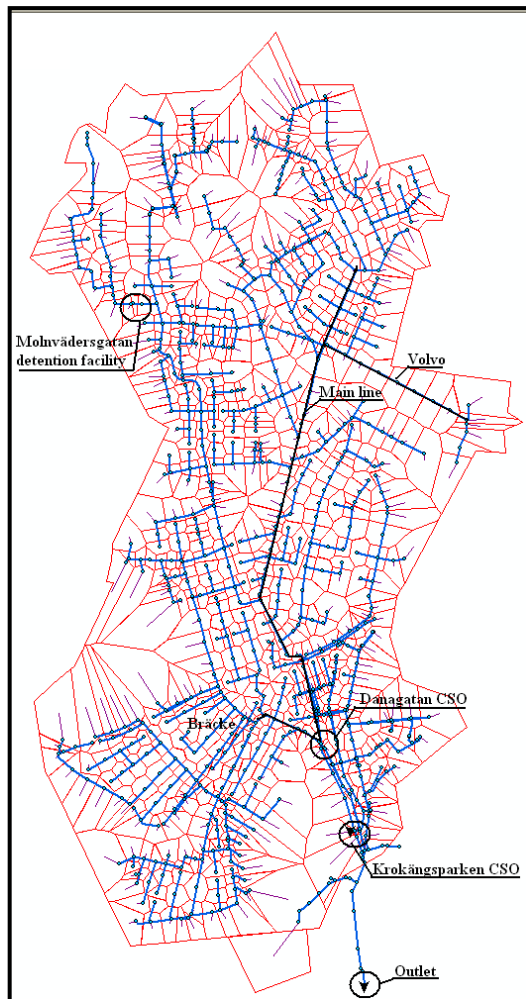 Molnvädersgatan
detention facility
Volvo
Main line
Danagatan CSO
Bräcke
Krokängsparken CSO
Outlet